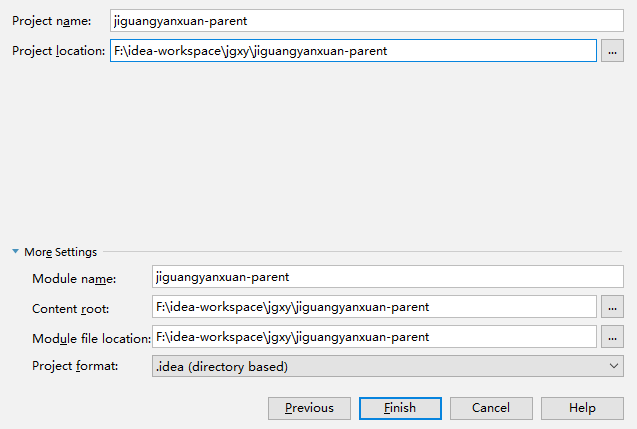 Project name: jiguangyanxuan-parent
Project location: F:\idea-workspace\jgxy\jiguangyanxuan-parent ...
More Settings
Module name: jiguangyanxuan-parent
Content root: F:\idea-workspace\jgxy\jiguangyanxuan-parent ...
Module file location: F:\idea-workspace\jgxy\jiguangyanxuan-parent ...
Project format: .idea (directory based)
Previous Finish Cancel Help